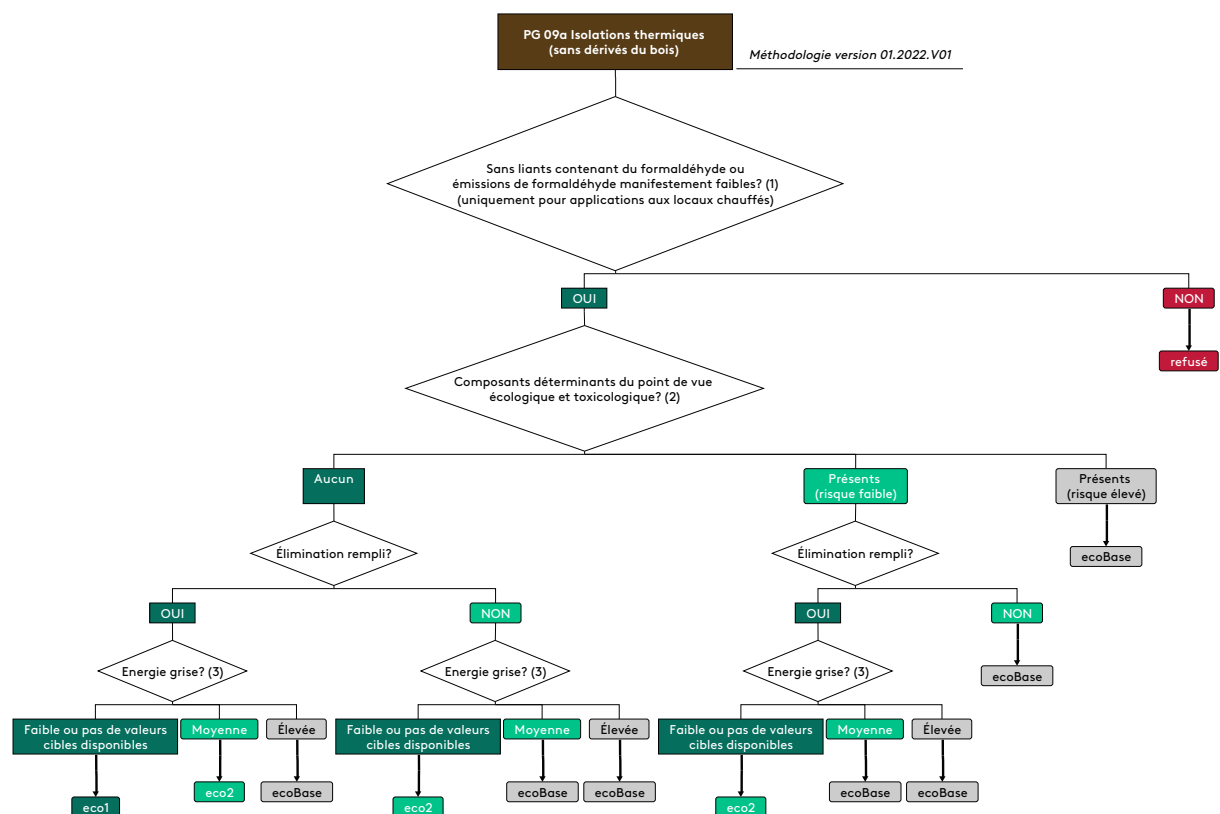 PG 09a Isolations thermiques
(sans dérivés du bois)
Méthodologie version 01.2022.V01
Sans liants contenant du formaldéhyde ou
émissions de formaldéhyde manifestement faibles? (1)
(uniquement pour applications aux locaux chauffés)
OUI
NON
refusé
Composants déterminants du point de vue
écologique et toxicologique? (2)
Aucun
Présents
(risque faible)
Présents
(risque élevé)
Élimination rempli?
Élimination rempli?
ecoBase
OUI
NON
OUI
NON
Energie grise? (3)
Energie grise? (3)
Energie grise? (3)
ecoBase
Faible ou pas de valeurs
cibles disponibles
Moyenne
Élevée
Faible ou pas de valeurs
cibles disponibles
Moyenne
Élevée
Faible ou pas de valeurs
cibles disponibles
Moyenne
Élevée
eco1
eco2
ecoBase
eco2
ecoBase
ecoBase
eco2
ecoBase
ecoBase